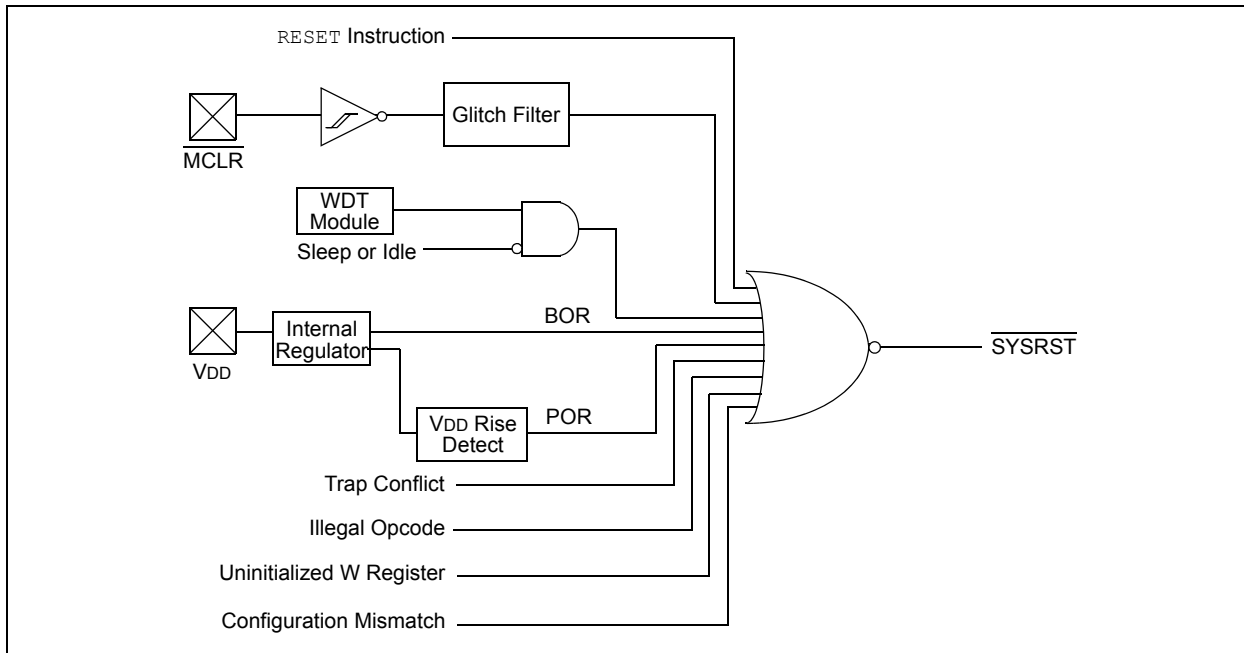 RESET Instruction
Glitch Filter
MCLR
WDT
Module
Sleep or Idle
BOR
Internal
Regulator
SYSRST
VDD
VDD Rise
Detect
POR
Trap Conflict
Illegal Opcode
Uninitialized W Register
Configuration Mismatch